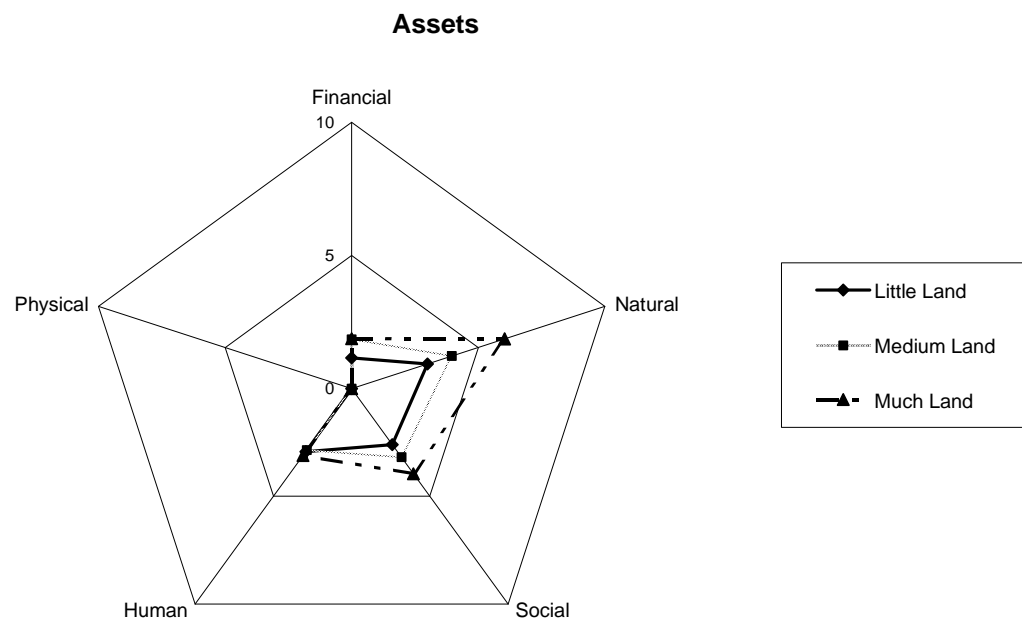 Assets
Financial
10
5
0
Physical
Natural
Human
Social
Little Land
Medium Land
Much Land